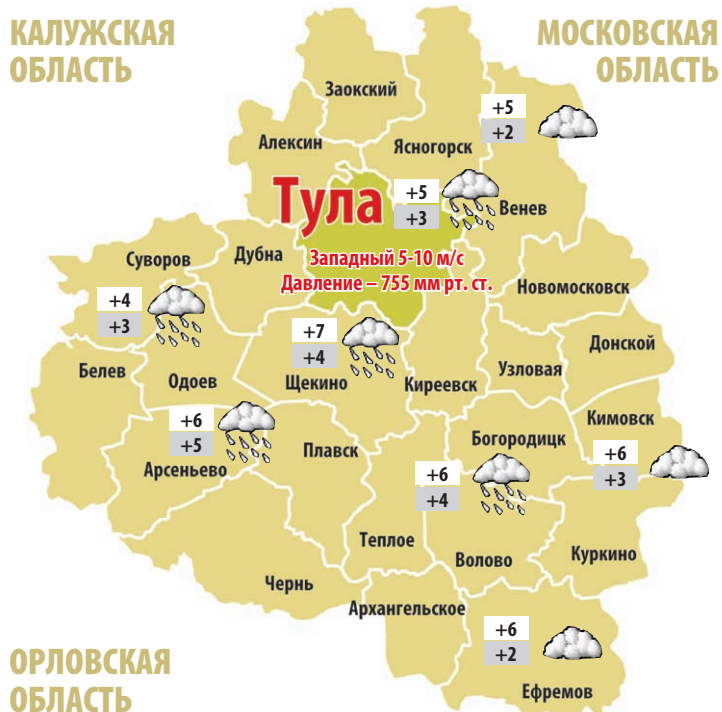 КАЛУЖСКАЯ
ОБЛАСТЬ
МОСКОВСКАЯ
ОБЛАСТЬ
Заокский
+5
+2
Алексин
Ясногорск
Тула
+5
+3
Венев
Западный 5-10 м/с
Давление – 755 мм рт. ст.
Суворов
Дубна
Новомосковск
+4
+3
+7
+4
Донской
Белев
Одоев
Щекино
Киреевск
Узловая
+6
+5
Арсеньево
Плавск
Богородицк
Кимовск
+6
+3
+6
+4
Теплое
Волово
Куркино
Чернь
Архангельское
+6
+2
Ефремов
ОРЛОВСКАЯ
ОБЛАСТЬ